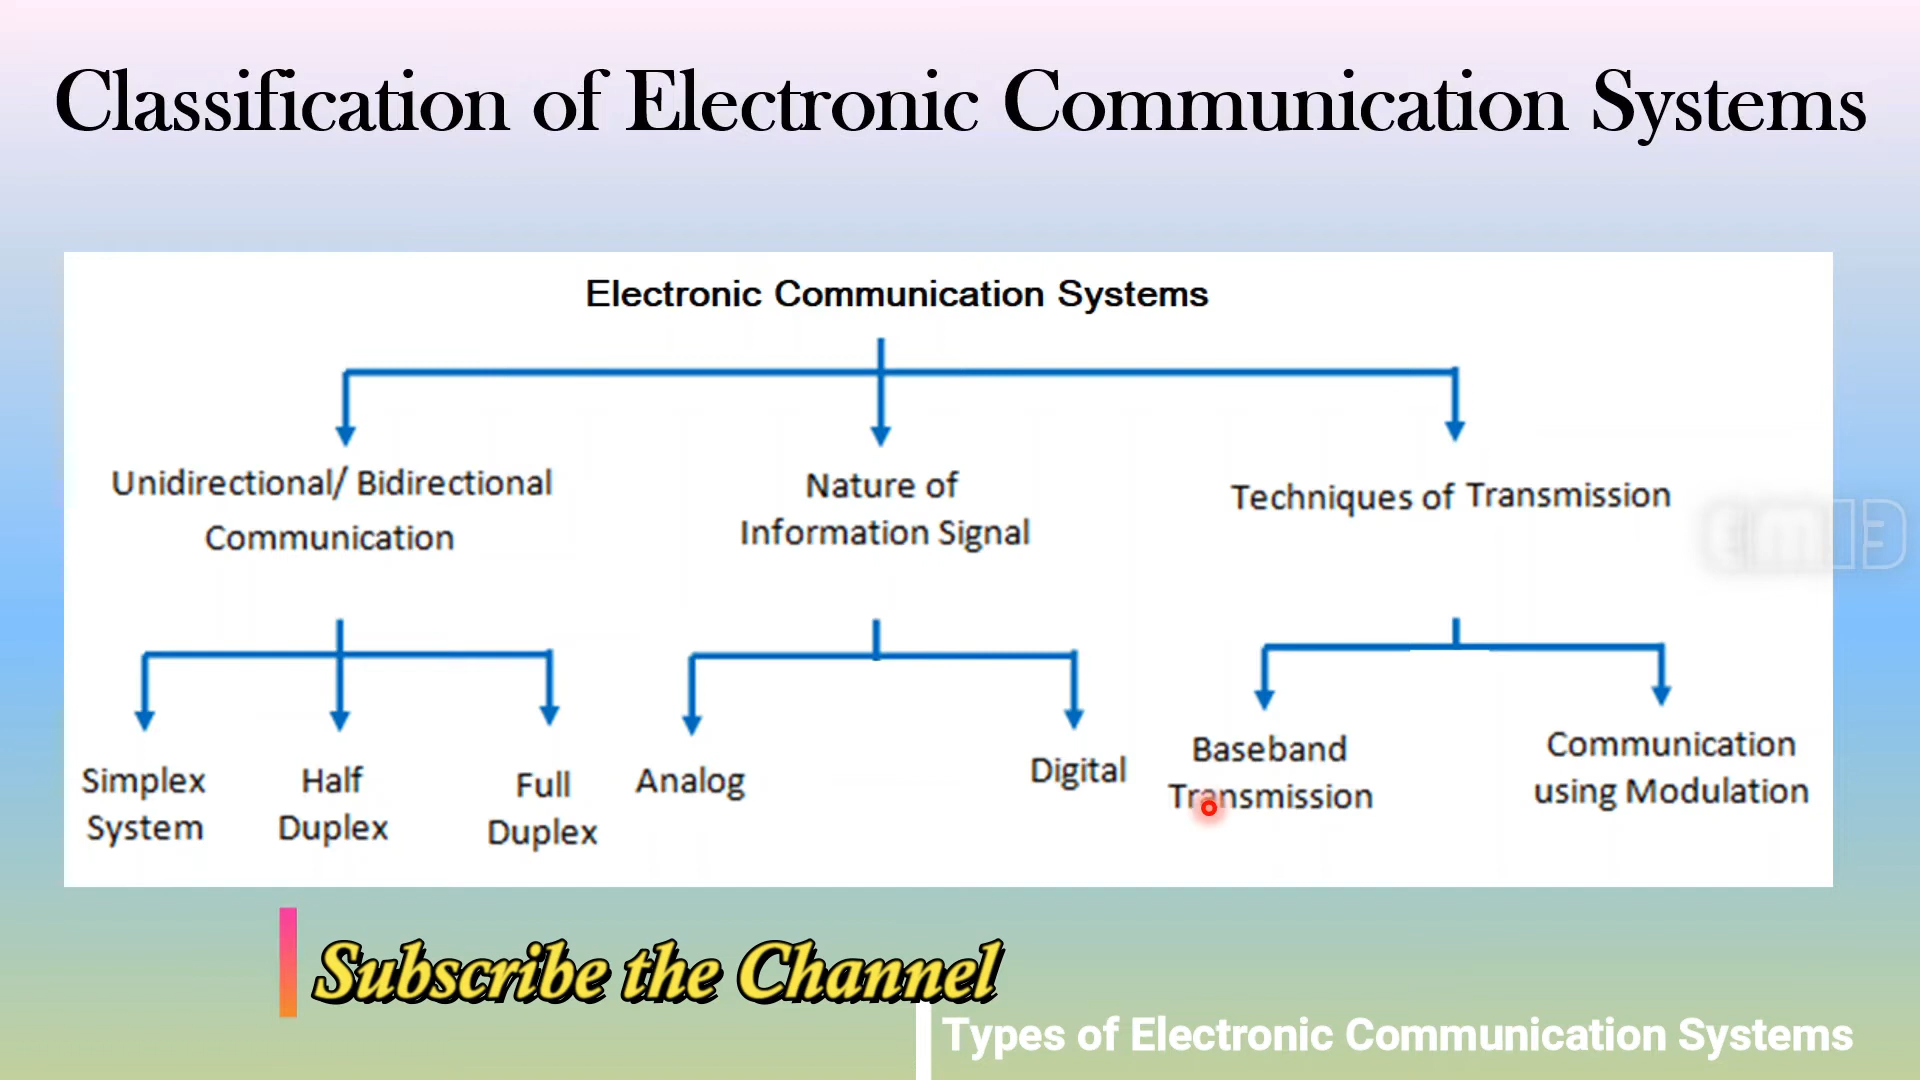 Classification of Electronic Communication Systems
Electronic Communication Systems
Unidirectional/ Bidirectional
Communication
Nature of
Information Signal
Techniques of Transmission
Simplex
System
Half
Duplex
Full
Duplex
Analog
Digital
Baseband
Transmission
Communication
using Modulation
Subscribe the Channel
Types of Electronic Communication Systems